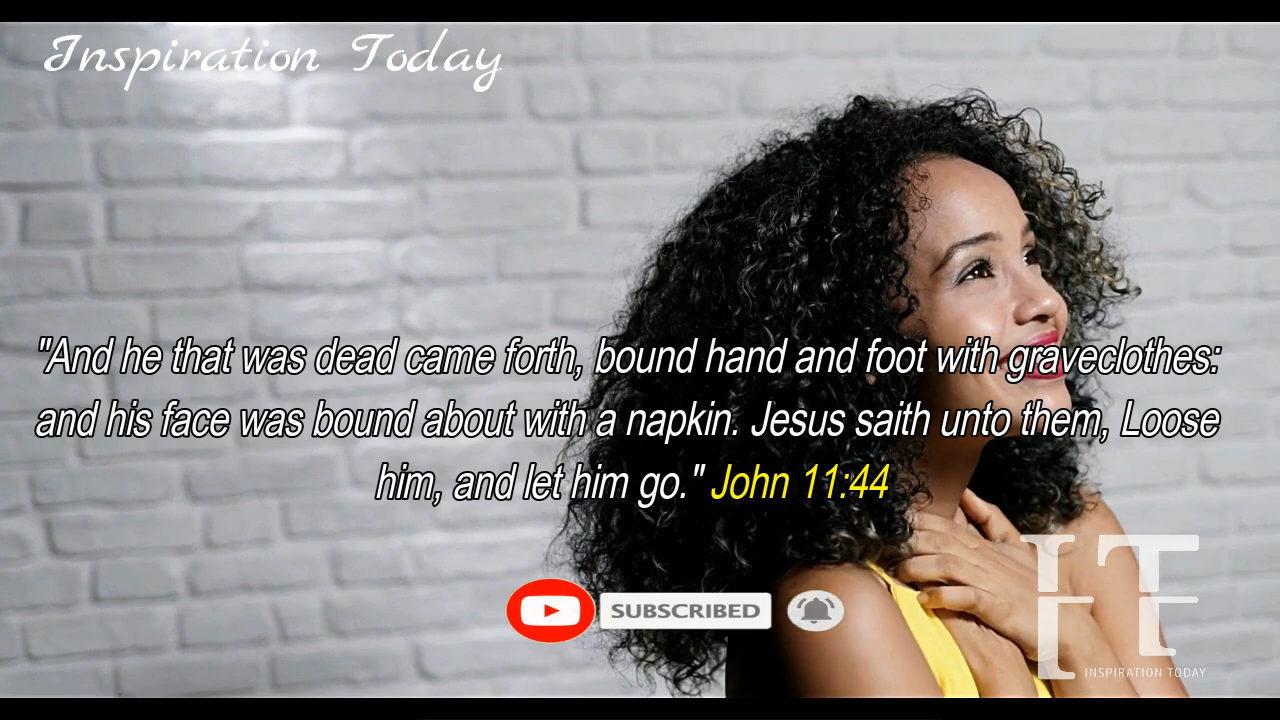 Inspiration Today
"And he that was dead came forth, bound hand and foot with graveclothes:
and his face was bound about with a napkin. Jesus saith unto them, Loose
him, and let him go." John 11:44
SUBSCRIBED
IT
INSPIRATION TODAY